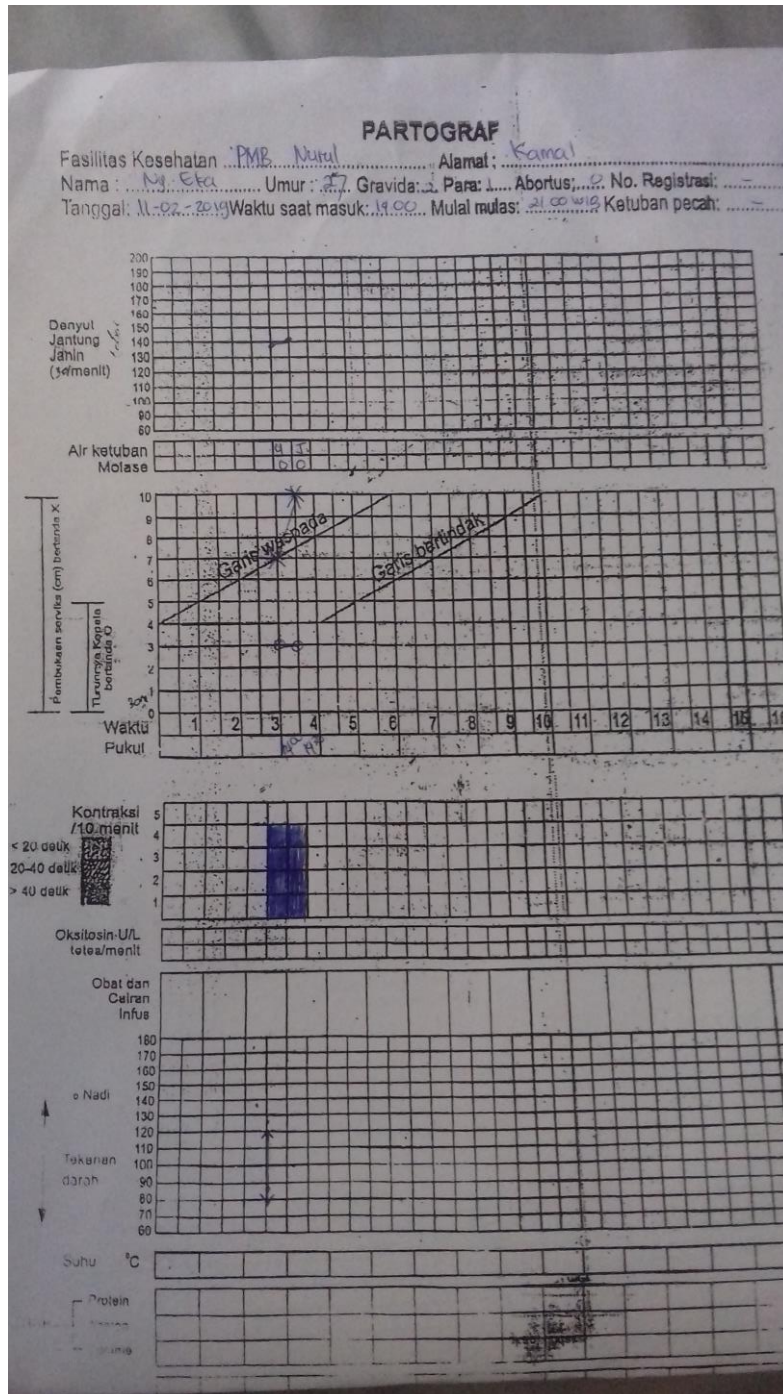 PARTOGRAF
Fasilitas Kesehatan PMB Nurul Alamat : Kamal
Nama : Ny. Eka Umur : 27 Gravida: 2 Para: 1 Abortus: 0 No. Registrasi: -
Tanggal: 11-02-2019 Waktu saat masuk: 19.00 Mulai mulas: 21.00 WIB Ketuban pecah: -
200
190
180
170
160
150
140
130
120
110
100
90
80
Denyut
Jantung
Janin
( /menit)
Air ketuban U J
Molase 0 0
10
9
8
7
6
5
4
3
2
1
0
Pembukaan serviks (cm) bertanda X
Turunnya Kepala
bertanda O
Garis waspada
Garis bertindak
Waktu 1 2 3 4 5 6 7 8 9 10 11 12 13 14 15 16
Pukul
Kontraksi
/10 menit
5
4
3
2
1
< 20 detik
20-40 detik
> 40 detik
Oksitosin U/L
tetes/menit
Obat dan
Cairan
Infus
180
170
160
150
140
130
120
110
100
90
80
70
60
o Nadi
Tekanan
darah
Suhu °C
Protein